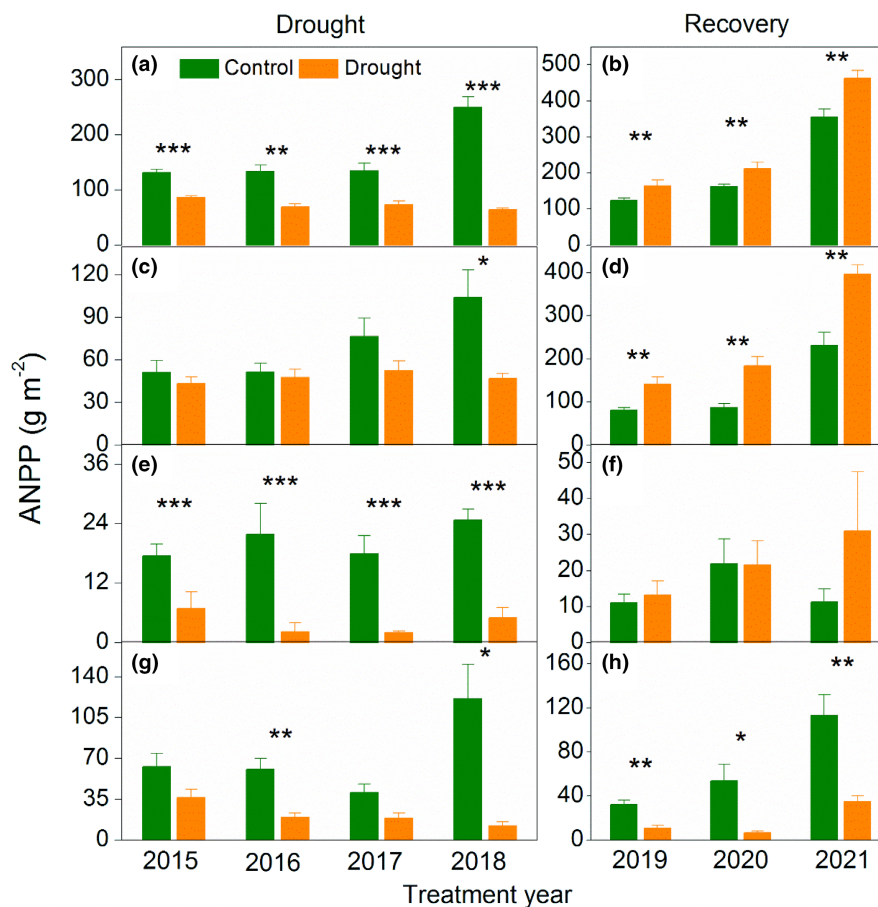 Drought Recovery
(a) Control Drought
300
200
100
0
*** ** *** ***
(b)
500
400
300
200
100
0
** ** **
(c)
120
90
60
30
0
*
(d)
400
300
200
100
0
** ** **
(e)
36
24
12
0
*** *** *** ***
(f)
50
40
30
20
10
0
(g)
140
105
70
35
0
** *
(h)
160
120
80
40
0
** * **
ANPP (g m⁻²)
2015 2016 2017 2018 2019 2020 2021
Treatment year